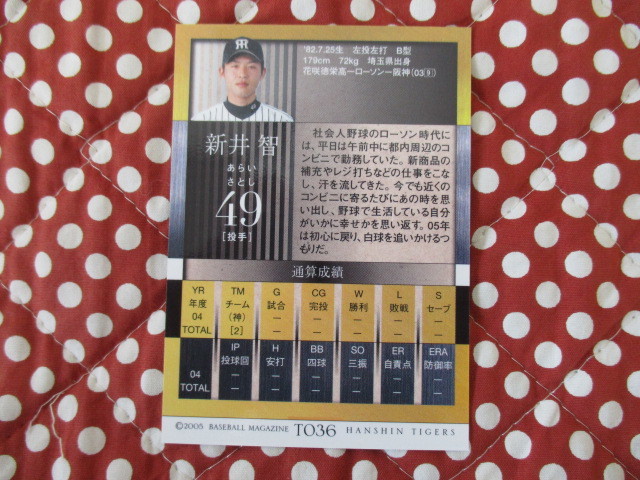 '82.7.25生 左投左打 B型
179cm 72kg 埼玉県出身
花咲徳栄高—ローソン—阪神(03⑨)
新井 智
あらい
さとし
49
[投手]
社会人野球のローソン時代に
は、平日は午前中に都内周辺の
コンビニで勤務していた。新商品の
補充やレジ打ちなどの仕事をこな
し、汗を流してきた。今でも近くの
コンビニに寄るたびにあの時を思
い出し、野球で生活している自分
がいかに幸せかを思い返す。05年
は初心に戻り、白球を追いかけるつ
もりだ。
通算成績
YR TM G CG W L S
年度 チーム 試合 完投 勝利 敗戦 セーブ
04 (神) — — — — —
TOTAL [2] — — — — —
IP H BB SO ER ERA
投球回 安打 四球 三振 自責点 防御率
04 — — — — — —
TOTAL — — — — — —
©2005 BASEBALL MAGAZINE T036 HANSHIN TIGERS